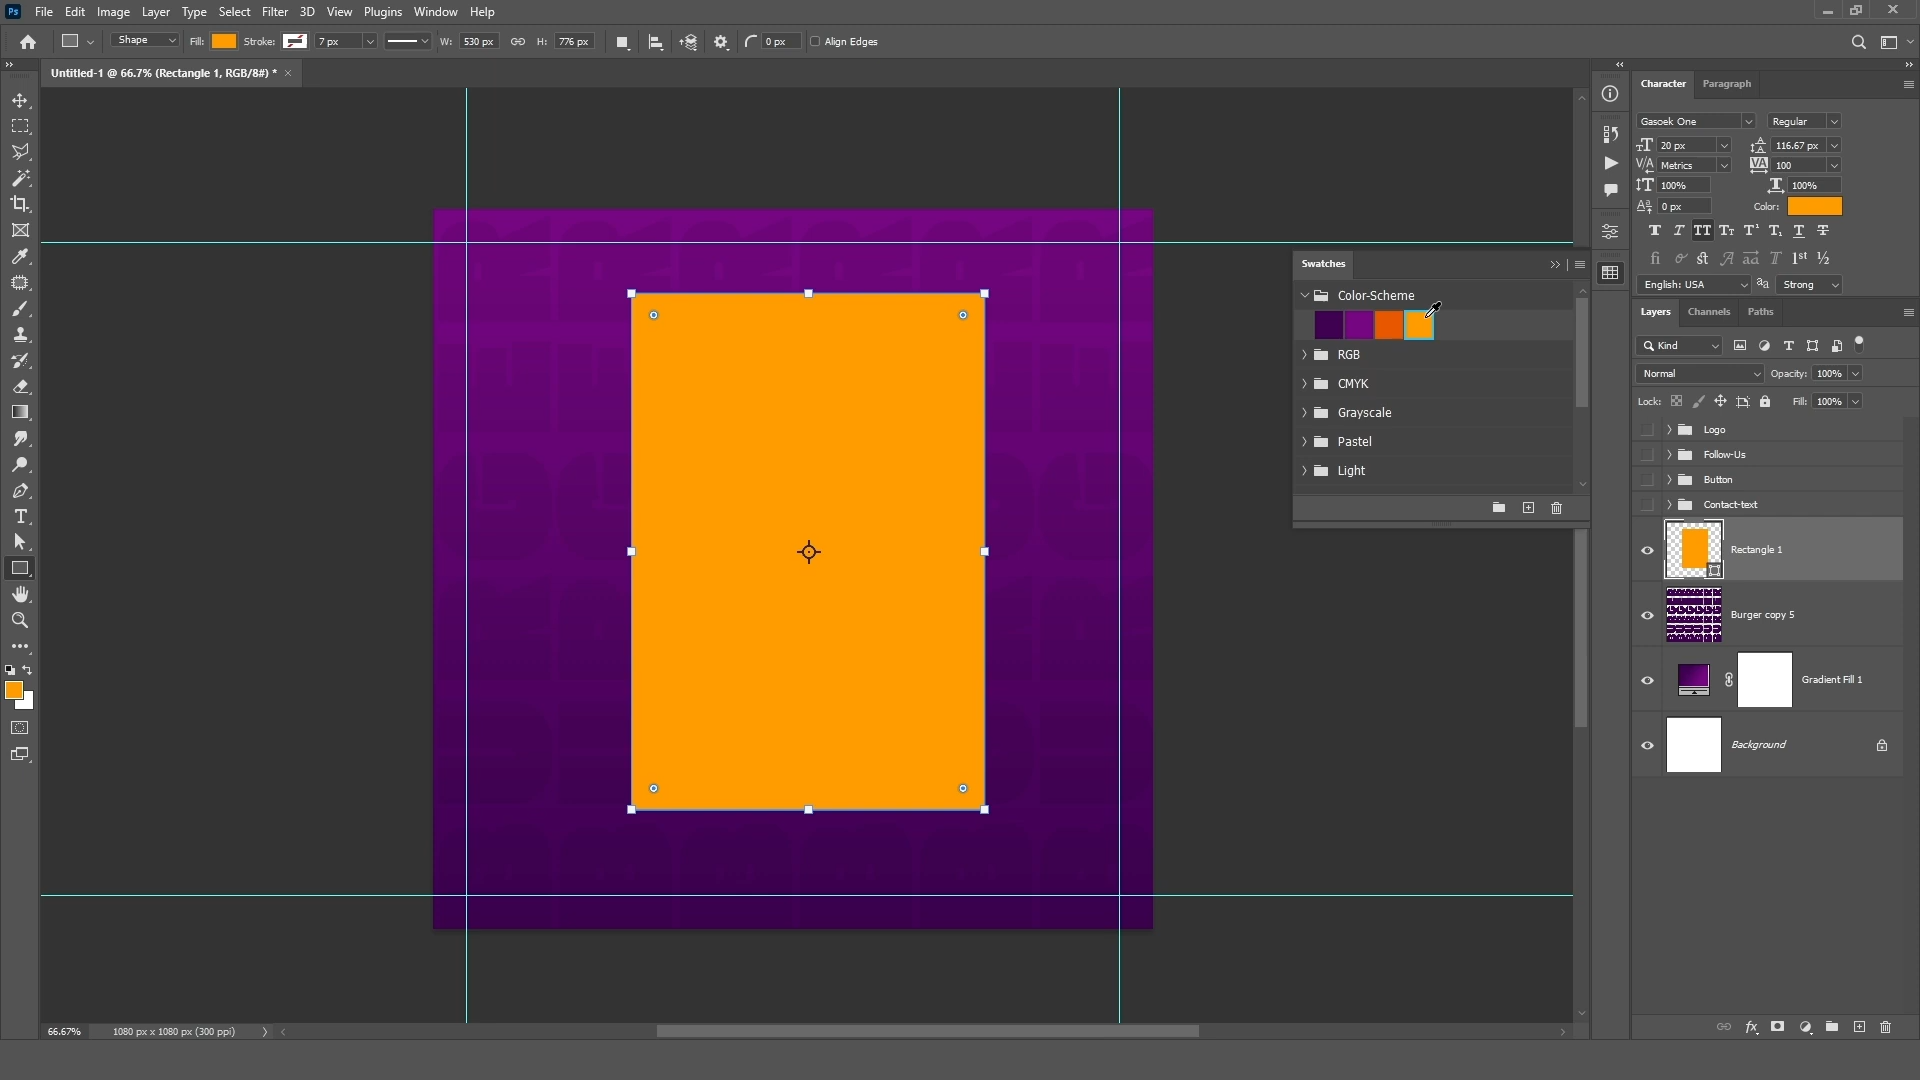 Ps File Edit Image Layer Type Select Filter 3D View Plugins Window Help
Shape Fill: Stroke: 7 px W: 530 px H: 776 px 0 px Align Edges
Untitled-1 @ 66.7% (Rectangle 1, RGB/8#) *
Swatches
Color-Scheme
RGB
CMYK
Grayscale
Pastel
Light
Character Paragraph
Gasoek One Regular
20 px 116.67 px
Metrics 100
100% 100%
0 px Color:
English: USA aa Strong
Layers Channels Paths
Kind
Normal Opacity: 100%
Lock: Fill: 100%
Logo
Follow-Us
Button
Contact-text
Rectangle 1
Burger copy 5
Gradient Fill 1
Background
66.67% 1080 px x 1080 px (300 ppi)